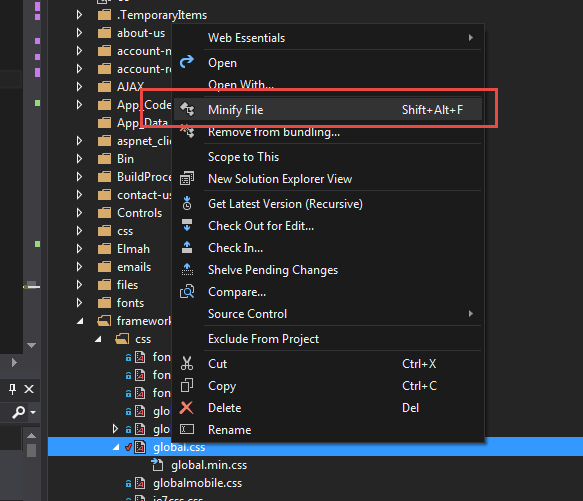 .TemporaryItems
about-us
account-
account-r
AJAX
App_Code
App_Data
aspnet_cli
Bin
BuildProce
contact-us
Controls
css
Elmah
emails
files
fonts
framework
css
fon
fon
fon
glo
glo
global.css
global.min.css
globalmobile.css
ie7css.css
Web Essentials
Open
Open With...
Minify File Shift+Alt+F
Remove from bundling...
Scope to This
New Solution Explorer View
Get Latest Version (Recursive)
Check Out for Edit...
Check In...
Shelve Pending Changes
Compare...
Source Control
Exclude From Project
Cut Ctrl+X
Copy Ctrl+C
Delete Del
Rename